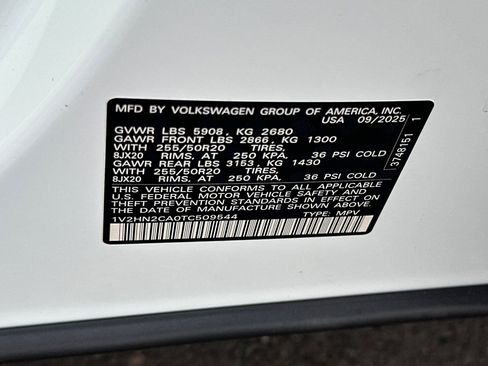 MFD BY VOLKSWAGEN GROUP OF AMERICA, INC.
USA 09/2025
GVWR LBS 5908, KG 2680
GAWR FRONT LBS 2866, KG 1300
WITH 255/50R20 TIRES,
8JX20 RIMS, AT 250 KPA. 36 PSI COLD
GAWR REAR LBS 3153, KG 1430
WITH 255/50R20 TIRES,
8JX20 RIMS, AT 250 KPA. 36 PSI COLD
THIS VEHICLE CONFORMS TO ALL APPLICABLE
U.S. FEDERAL MOTOR VEHICLE SAFETY AND
THEFT PREVENTION STANDARDS IN EFFECT ON
THE DATE OF MANUFACTURE SHOWN ABOVE.
1V2HN2CA0TC509544 TYPE: MPV
3748151 1